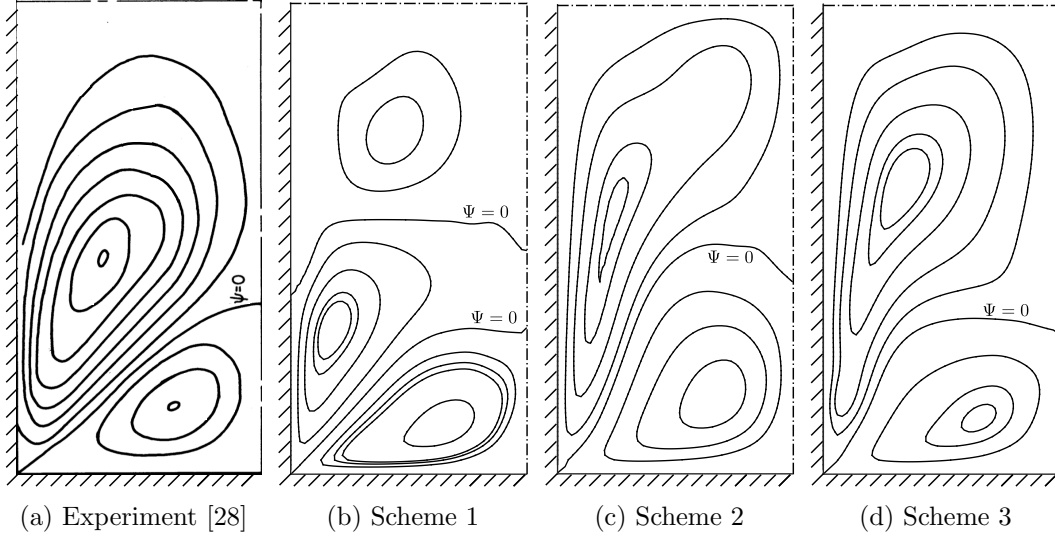 Ψ = 0
Ψ = 0
Ψ = 0
Ψ = 0
ψ=0
(a) Experiment [28]
(b) Scheme 1
(c) Scheme 2
(d) Scheme 3